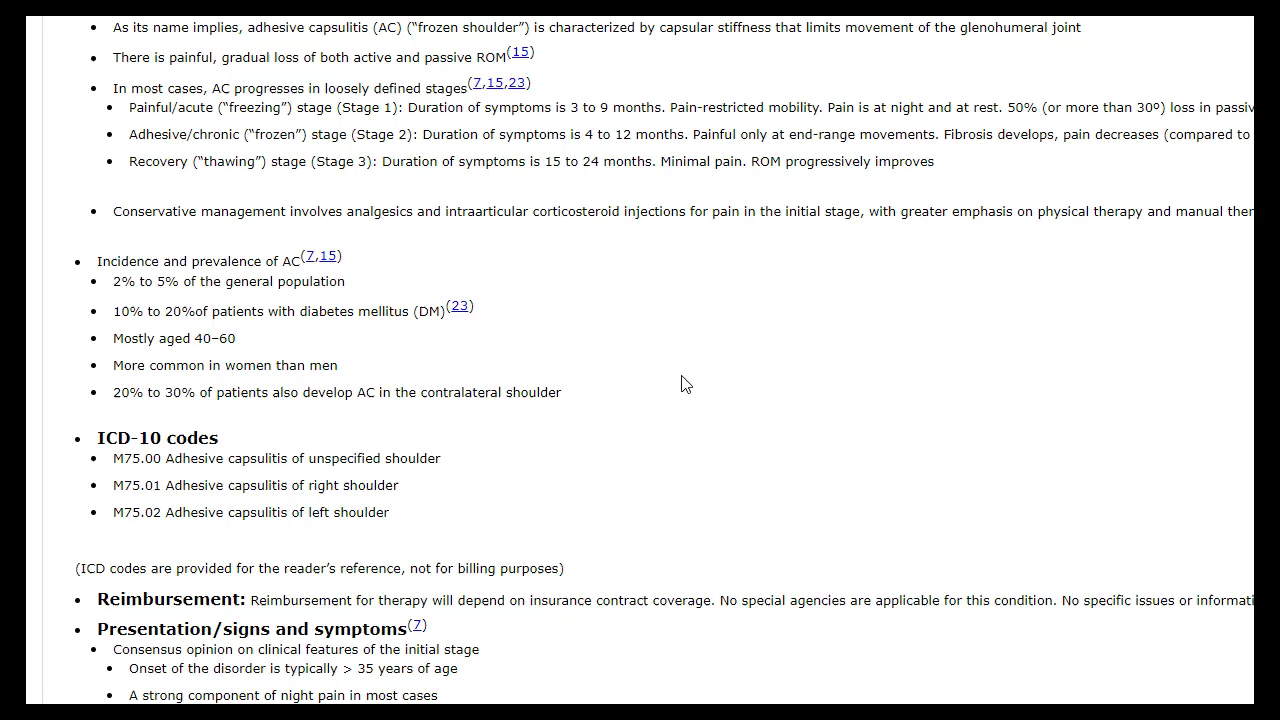 As its name implies, adhesive capsulitis (AC) (“frozen shoulder”) is characterized by capsular stiffness that limits movement of the glenohumeral joint
There is painful, gradual loss of both active and passive ROM(15)
In most cases, AC progresses in loosely defined stages(7,15,23)
Painful/acute (“freezing”) stage (Stage 1): Duration of symptoms is 3 to 9 months. Pain-restricted mobility. Pain is at night and at rest. 50% (or more than 30º) loss in passiv
Adhesive/chronic (“frozen”) stage (Stage 2): Duration of symptoms is 4 to 12 months. Painful only at end-range movements. Fibrosis develops, pain decreases (compared to
Recovery (“thawing”) stage (Stage 3): Duration of symptoms is 15 to 24 months. Minimal pain. ROM progressively improves
Conservative management involves analgesics and intraarticular corticosteroid injections for pain in the initial stage, with greater emphasis on physical therapy and manual ther
Incidence and prevalence of AC(7,15)
2% to 5% of the general population
10% to 20%of patients with diabetes mellitus (DM)(23)
Mostly aged 40–60
More common in women than men
20% to 30% of patients also develop AC in the contralateral shoulder
ICD-10 codes
M75.00 Adhesive capsulitis of unspecified shoulder
M75.01 Adhesive capsulitis of right shoulder
M75.02 Adhesive capsulitis of left shoulder
(ICD codes are provided for the reader’s reference, not for billing purposes)
Reimbursement: Reimbursement for therapy will depend on insurance contract coverage. No special agencies are applicable for this condition. No specific issues or informati
Presentation/signs and symptoms(7)
Consensus opinion on clinical features of the initial stage
Onset of the disorder is typically > 35 years of age
A strong component of night pain in most cases